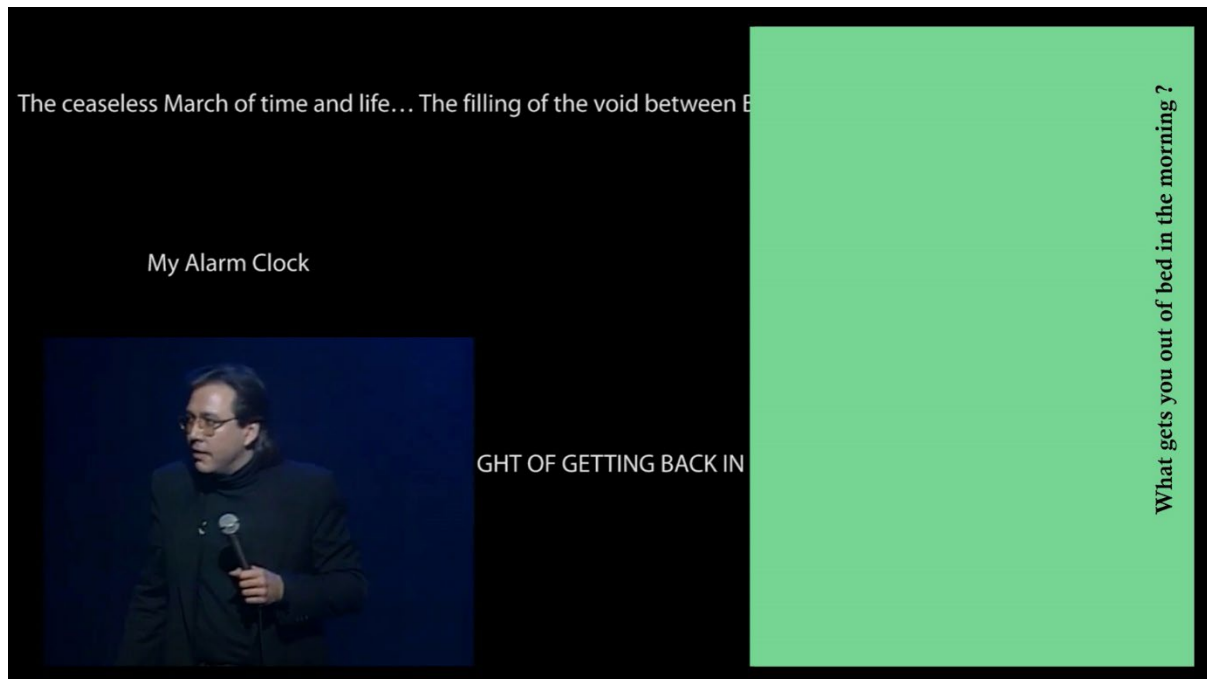 The ceaseless March of time and life… The filling of the void between
My Alarm Clock
GHT OF GETTING BACK IN
What gets you out of bed in the morning ?